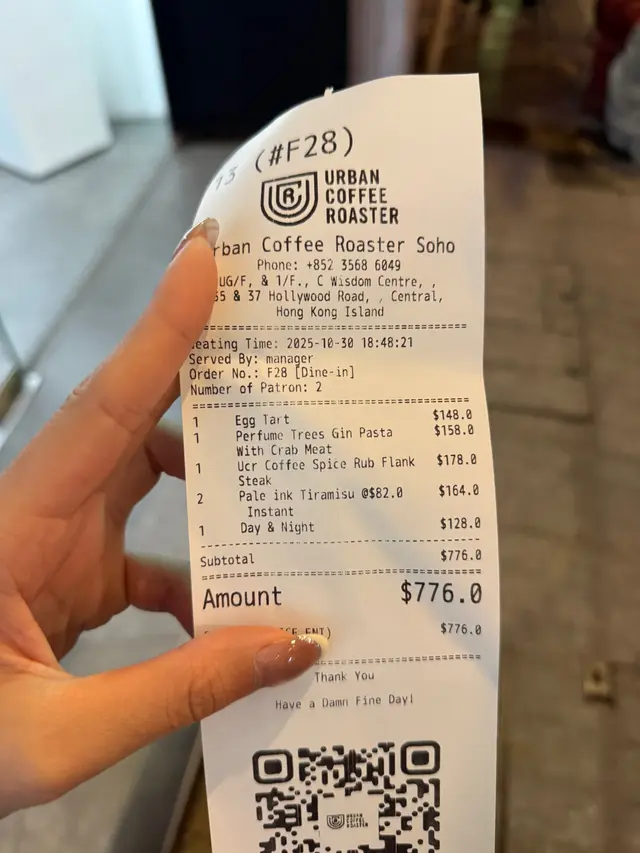 73 (#F28)
URBAN
COFFEE
ROASTER
rban Coffee Roaster Soho
Phone: +852 3568 6049
UG/F, & 1/F., C Wisdom Centre, ,
35 & 37 Hollywood Road, , Central,
Hong Kong Island
eating Time: 2025-10-30 18:48:21
Served By: manager
Order No.: F28 [Dine-in]
Number of Patron: 2
1 Egg Tart $148.0
1 Perfume Trees Gin Pasta $158.0
With Crab Meat
1 Ucr Coffee Spice Rub Flank $178.0
Steak
2 Pale ink Tiramisu @$82.0 $164.0
Instant
1 Day & Night $128.0
Subtotal $776.0
Amount $776.0
$776.0
Thank You
Have a Damn Fine Day!
URBAN
COFFEE
ROASTER